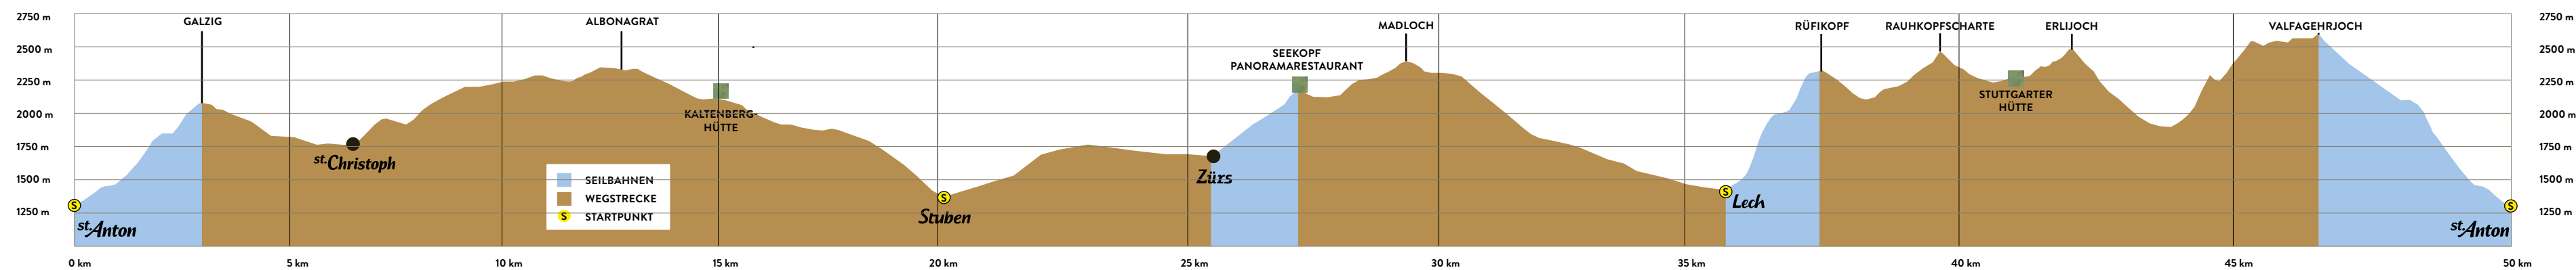 2750 m
2500 m
2250 m
2000 m
1750 m
1500 m
1250 m
GALZIG
ALBONAGRAT
SEEKOPF
PANORAMARESTAURANT
MADLOCH
RÜFIKOPF
RAUHKOPFSCHARTE
ERLIJOCH
VALFAGEHRJOCH
KALTENBERG-
HÜTTE
STUTTGARTER
HÜTTE
S
st.Anton
st.Christoph
SEILBAHNEN
WEGSTRECKE
S STARTPUNKT
S
Stuben
Zürs
S
Lech
S
st.Anton
2750 m
2500 m
2250 m
2000 m
1750 m
1500 m
1250 m
0 km
5 km
10 km
15 km
20 km
25 km
30 km
35 km
40 km
45 km
50 km